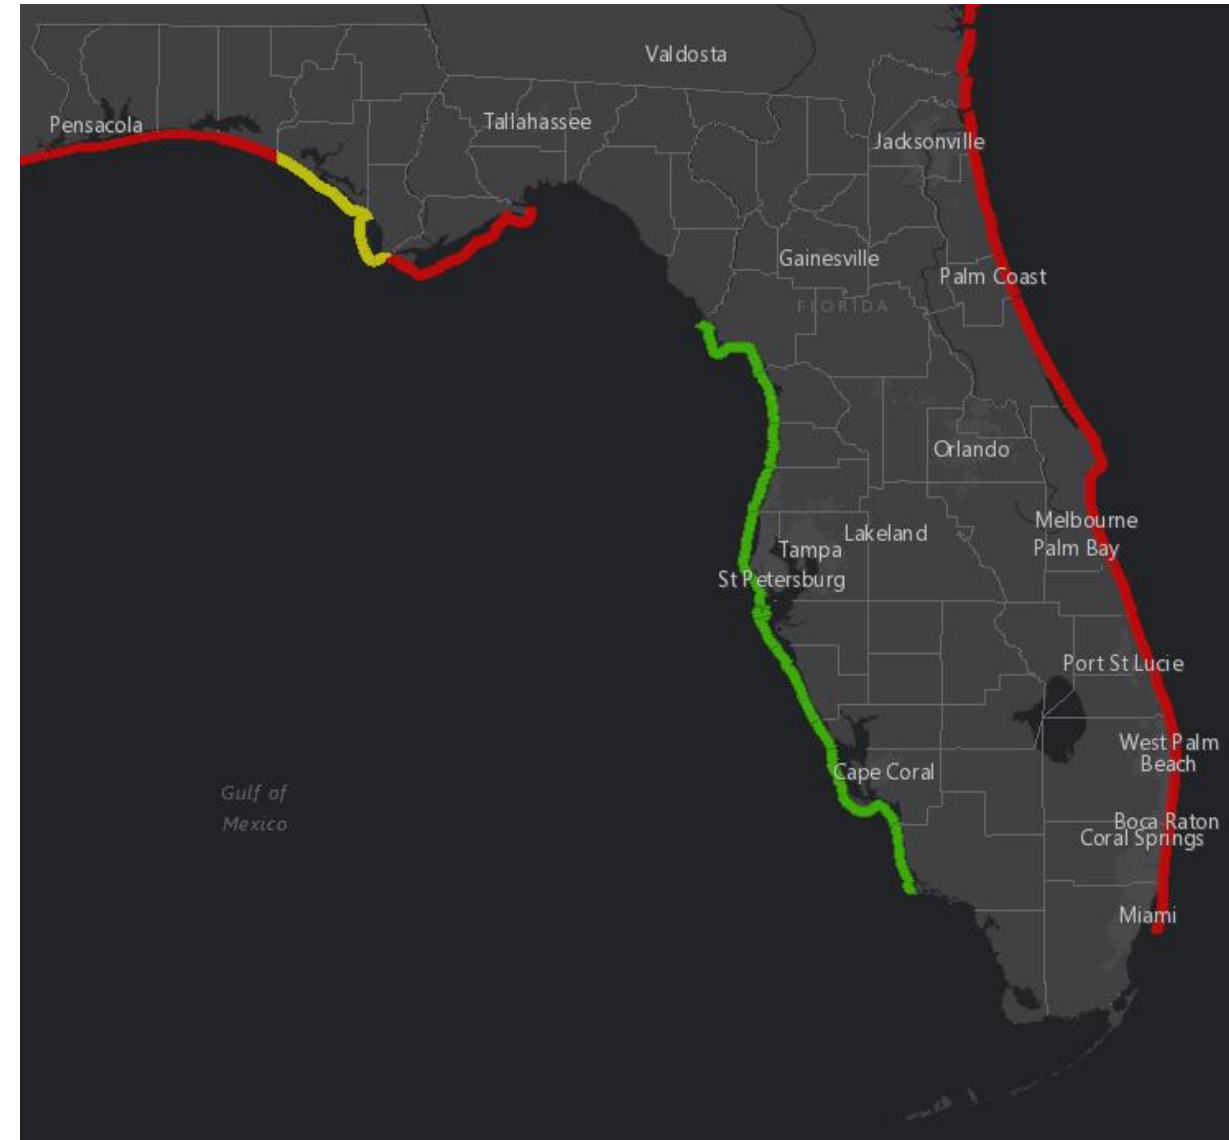 Valdosta
Pensacola
Tallahassee
Jacksonville
Gainesville
Palm Coast
FLORIDA
Orlando
Melbourne
Lakeland
Palm Bay
Tampa
St Petersburg
Port St Lucie
West Palm
Beach
Cape Coral
Gulf of
Mexico
Boca Raton
Coral Springs
Miami